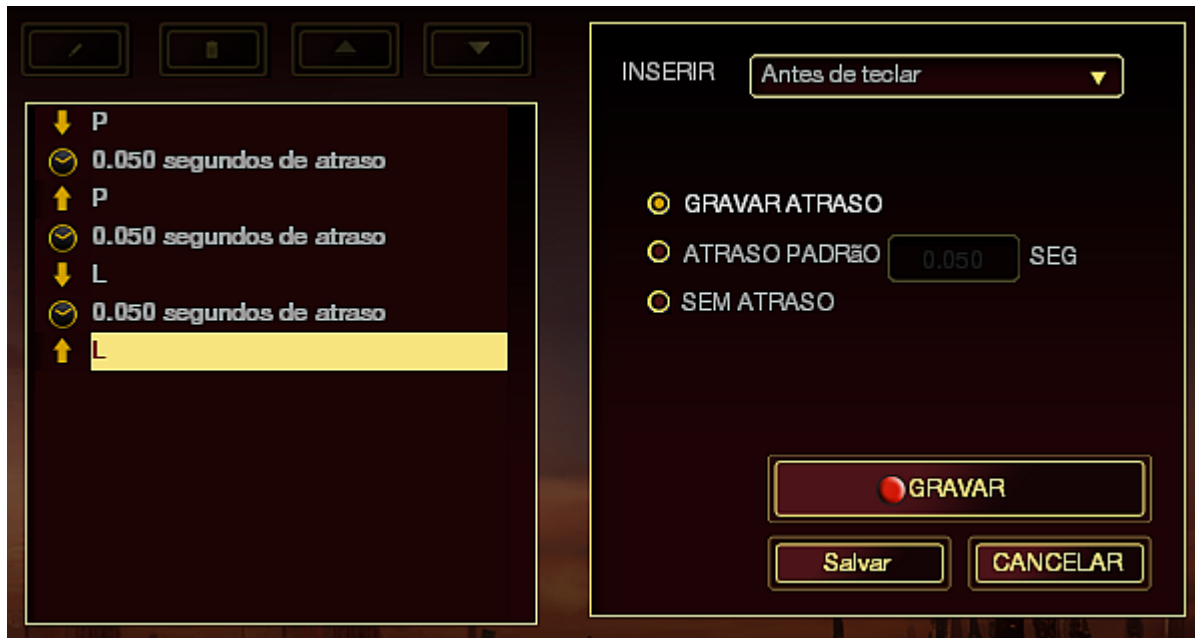 P
0.050 segundos de atraso
P
0.050 segundos de atraso
L
0.050 segundos de atraso
L
INSERIR
Antes de teclar
GRAVAR ATRASO
ATRASO PADRãO 0.050 SEG
SEM ATRASO
GRAVAR
Salvar
CANCELAR